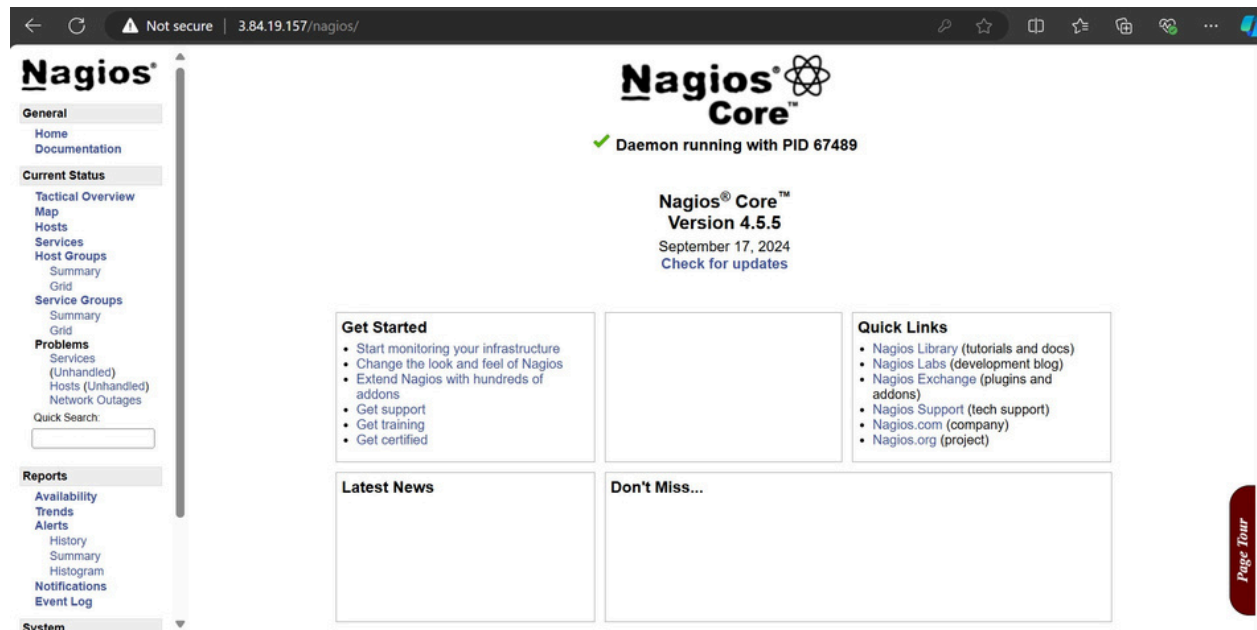 Not secure | 3.84.19.157/nagios/
Nagios®
General
Home
Documentation
Current Status
Tactical Overview
Map
Hosts
Services
Host Groups
Summary
Grid
Service Groups
Summary
Grid
Problems
Services
(Unhandled)
Hosts (Unhandled)
Network Outages
Quick Search:
Reports
Availability
Trends
Alerts
History
Summary
Histogram
Notifications
Event Log
System
Nagios®
Core™
Daemon running with PID 67489
Nagios® Core™
Version 4.5.5
September 17, 2024
Check for updates
Get Started
• Start monitoring your infrastructure
• Change the look and feel of Nagios
• Extend Nagios with hundreds of
addons
• Get support
• Get training
• Get certified
Quick Links
• Nagios Library (tutorials and docs)
• Nagios Labs (development blog)
• Nagios Exchange (plugins and
addons)
• Nagios Support (tech support)
• Nagios.com (company)
• Nagios.org (project)
Latest News
Don't Miss...
Page Tour